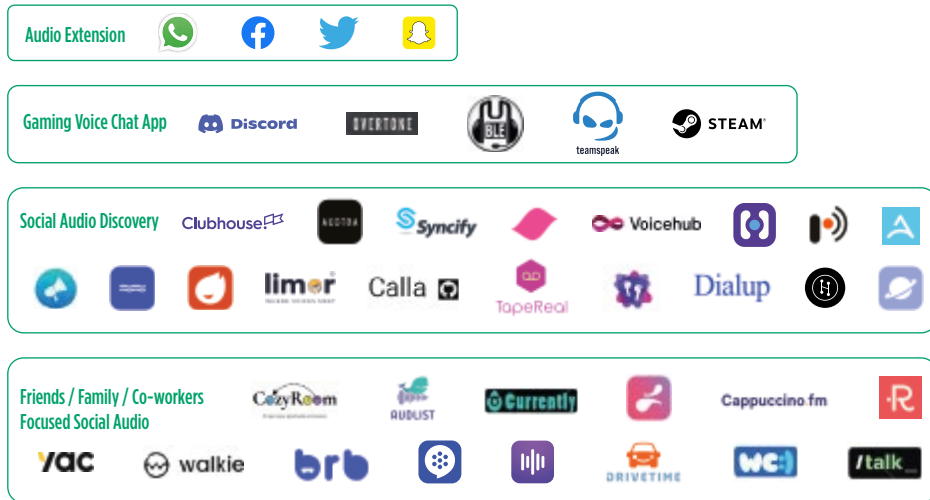 Audio Extension
Gaming Voice Chat App
Discord
OVERTONE
BLE
teamspeak
STEAM
Social Audio Discovery
Clubhouse
Syncify
Voicehub
limor
Calla
TapeReal
Dialup
H
Friends / Family / Co-workers
Focused Social Audio
CozyRoom
AUDLIST
Currently
Cappuccino fm
R
yac
walkie
brb
DRIVETIME
WC:)
/talk_